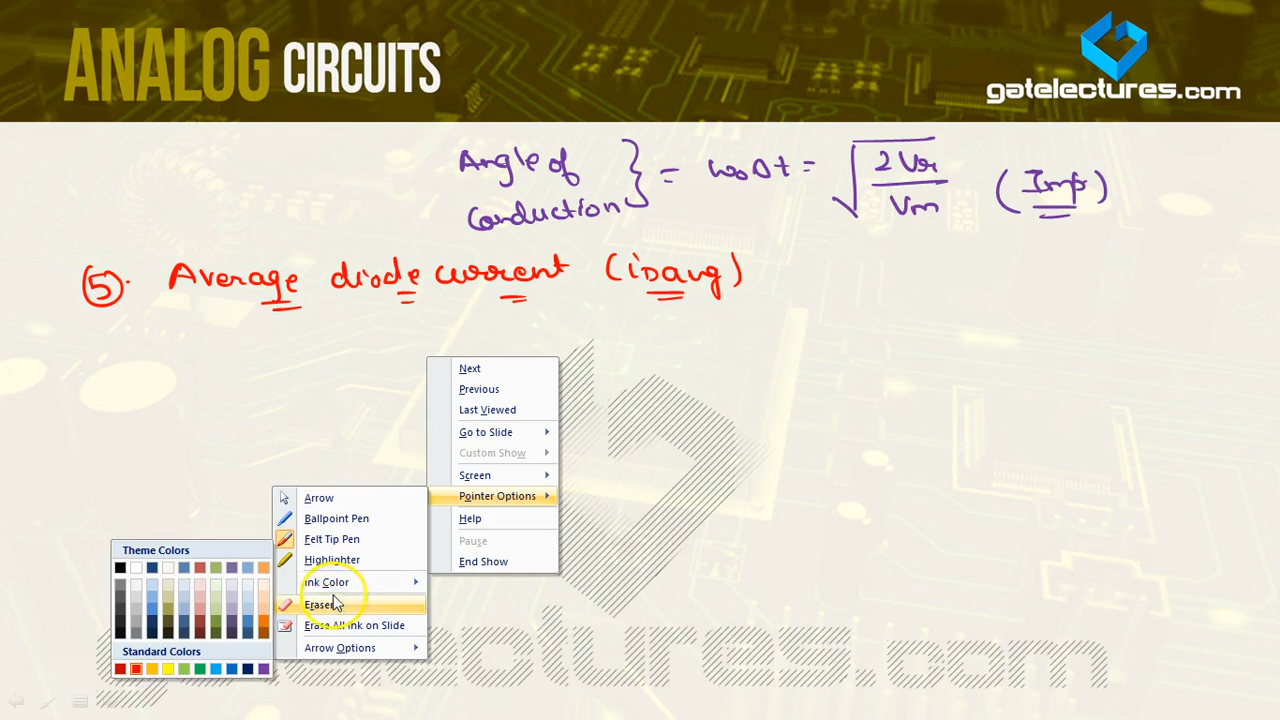 ANALOG CIRCUITS
gatelectures.com
Angle of conduction } = ω₀Δt = √(2Vr/Vm) (Imp)
⑤. Average diode current (iDavg)
Next
Previous
Last Viewed
Go to Slide
Custom Show
Screen
Pointer Options
Help
Pause
End Show
Arrow
Ballpoint Pen
Felt Tip Pen
Highlighter
Ink Color
Eraser
Erase All Ink on Slide
Arrow Options
Theme Colors
Standard Colors
gatelectures.com